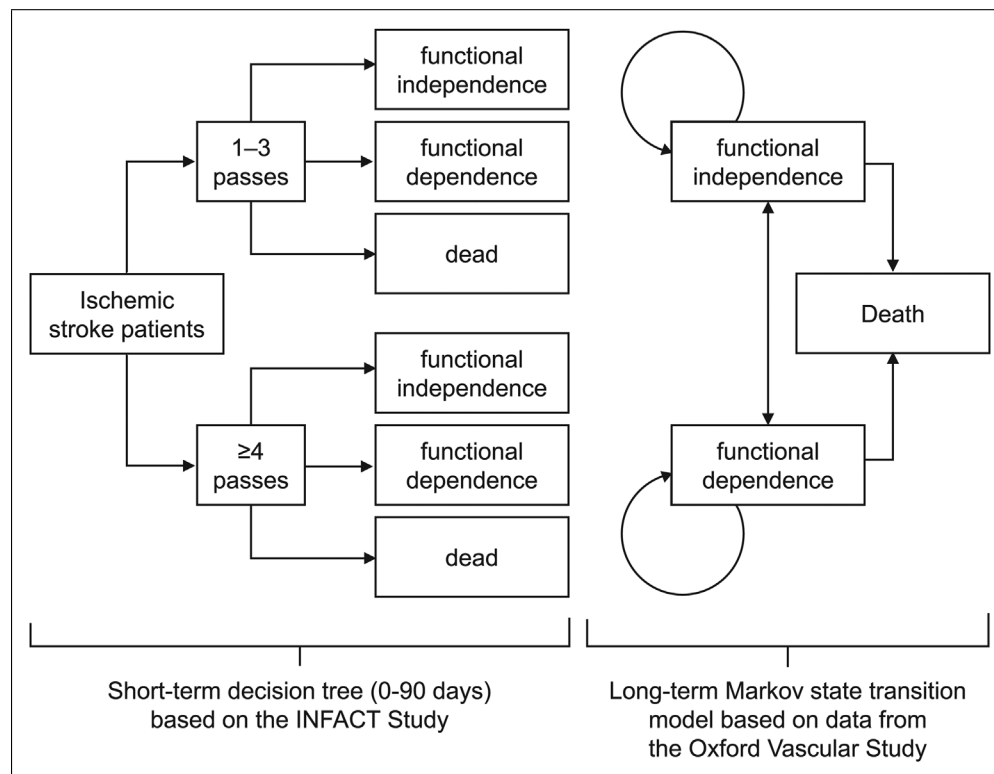 functional
independence
1–3
passes
functional
dependence
dead
Ischemic
stroke patients
functional
independence
≥4
passes
functional
dependence
dead
Short-term decision tree (0-90 days)
based on the INFACT Study
functional
independence
Death
functional
dependence
Long-term Markov state transition
model based on data from
the Oxford Vascular Study